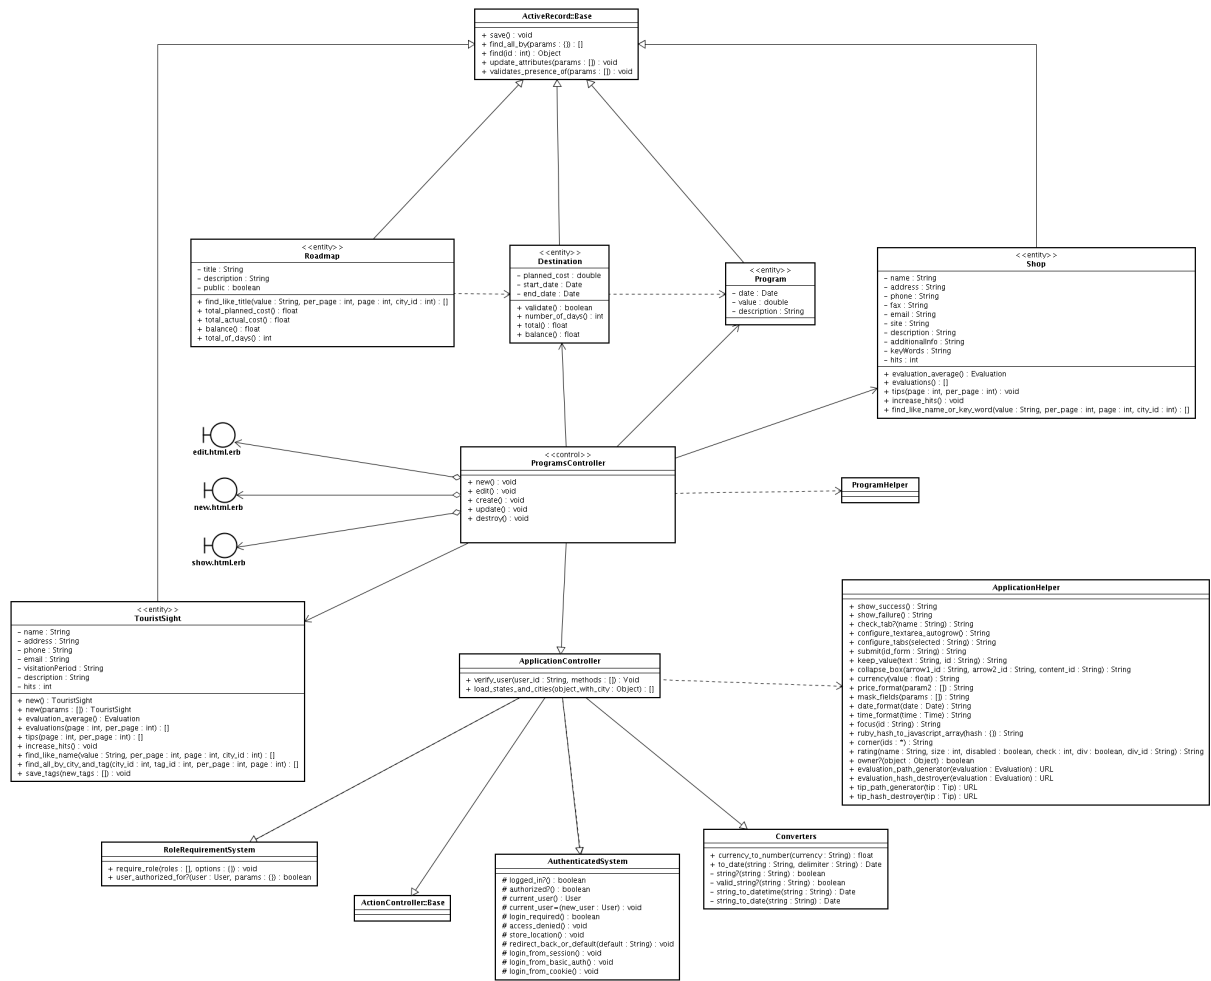 ActiveRecord::Base
+ save() : void
+ find_all_by(params : {}) : []
+ find(id : int) : Object
+ update_attributes(params : []) : void
+ validates_presence_of(params : []) : void
<<entity>>
Roadmap
- title : String
- description : String
- public : boolean
+ find_like_title(value : String, per_page : int, page : int, city_id : int) : []
+ total_planned_cost() : float
+ total_actual_cost() : float
+ balance() : float
+ total_of_days() : int
<<entity>>
Destination
- planned_cost : double
- start_date : Date
- end_date : Date
+ validate() : boolean
+ number_of_days() : int
+ total() : float
+ balance() : float
<<entity>>
Program
- date : Date
- value : double
- description : String
<<entity>>
Shop
- name : String
- address : String
- phone : String
- fax : String
- email : String
- site : String
- description : String
- additionalInfo : String
- keyWords : String
- hits : int
+ evaluation_average() : Evaluation
+ evaluations() : []
+ tips(page : int, per_page : int) : void
+ increase_hits() : void
+ find_like_name_or_key_word(value : String, per_page : int, page : int, city_id : int) : []
edit.html.erb
new.html.erb
show.html.erb
<<control>>
ProgramsController
+ new() : void
+ edit() : void
+ create() : void
+ update() : void
+ destroy() : void
ProgramHelper
<<entity>>
TouristSight
- name : String
- address : String
- phone : String
- email : String
- visitationPeriod : String
- description : String
- hits : int
+ new() : TouristSight
+ new(params : []) : TouristSight
+ evaluation_average() : Evaluation
+ evaluations(page : int, per_page : int) : []
+ tips(page : int, per_page : int) : []
+ increase_hits() : void
+ find_like_name(value : String, per_page : int, page : int, city_id : int) : []
+ find_all_by_city_and_tag(city_id : int, tag_id : int, per_page : int, page : int) : []
+ save_tags(new_tags : []) : void
ApplicationController
+ verify_user(user_id : String, methods : []) : Void
+ load_states_and_cities(object_with_city : Object) : []
ApplicationHelper
+ show_success() : String
+ show_failure() : String
+ check_tab?(name : String) : String
+ configure_textarea_autogrow() : String
+ configure_tabs(selected : String) : String
+ submit(id_form : String) : String
+ keep_value(text : String, id : String) : String
+ collapse_box(arrow1_id : String, arrow2_id : String, content_id : String) : String
+ currency(value : float) : String
+ price_format(param2 : []) : String
+ mask_fields(params : []) : String
+ date_format(date : Date) : String
+ time_format(time : Time) : String
+ focus(id : String) : String
+ ruby_hash_to_javascript_array(hash : {}) : String
+ corner(ids : *) : String
+ rating(name : String, size : int, disabled : boolean, check : int, div : boolean, div_id : String) : String
+ owner?(object : Object) : boolean
+ evaluation_path_generator(evaluation : Evaluation) : URL
+ evaluation_hash_destroyer(evaluation : Evaluation) : URL
+ tip_path_generator(tip : Tip) : URL
+ tip_hash_destroyer(tip : Tip) : URL
RoleRequirementSystem
+ require_role(roles : [], options : {}) : void
+ user_authorized_for?(user : User, params : {}) : boolean
ActionController::Base
AuthenticatedSystem
# logged_in?() : boolean
# authorized?() : boolean
# current_user() : User
# current_user=(new_user : User) : void
# login_required() : boolean
# access_denied() : void
# store_location() : void
# redirect_back_or_default(default : String) : void
# login_from_session() : void
# login_from_basic_auth() : void
# login_from_cookie() : void
Converters
+ currency_to_number(currency : String) : float
+ to_date(string : String, delimiter : String) : Date
- string?(string : String) : boolean
- valid_string?(string : String) : boolean
- string_to_datetime(string : String) : Date
- string_to_date(string : String) : Date